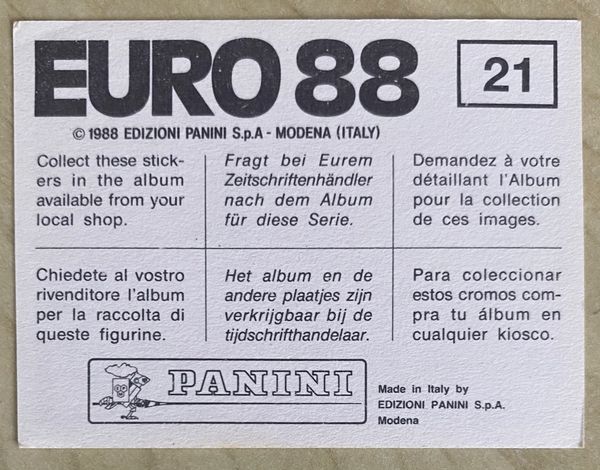 EURO 88
21
© 1988 EDIZIONI PANINI S.p.A - MODENA (ITALY)
Collect these stick-
ers in the album
available from your
local shop.
Fragt bei Eurem
Zeitschriftenhändler
nach dem Album
für diese Serie.
Demandez à votre
détaillant l'Album
pour la collection
de ces images.
Chiedete al vostro
rivenditore l'album
per la raccolta di
queste figurine.
Het album en de
andere plaatjes zijn
verkrijgbaar bij de
tijdschrifthandelaar.
Para coleccionar
estos cromos com-
pra tu álbum en
cualquier kiosco.
PANINI
Made in Italy by
EDIZIONI PANINI S.p.A.
Modena